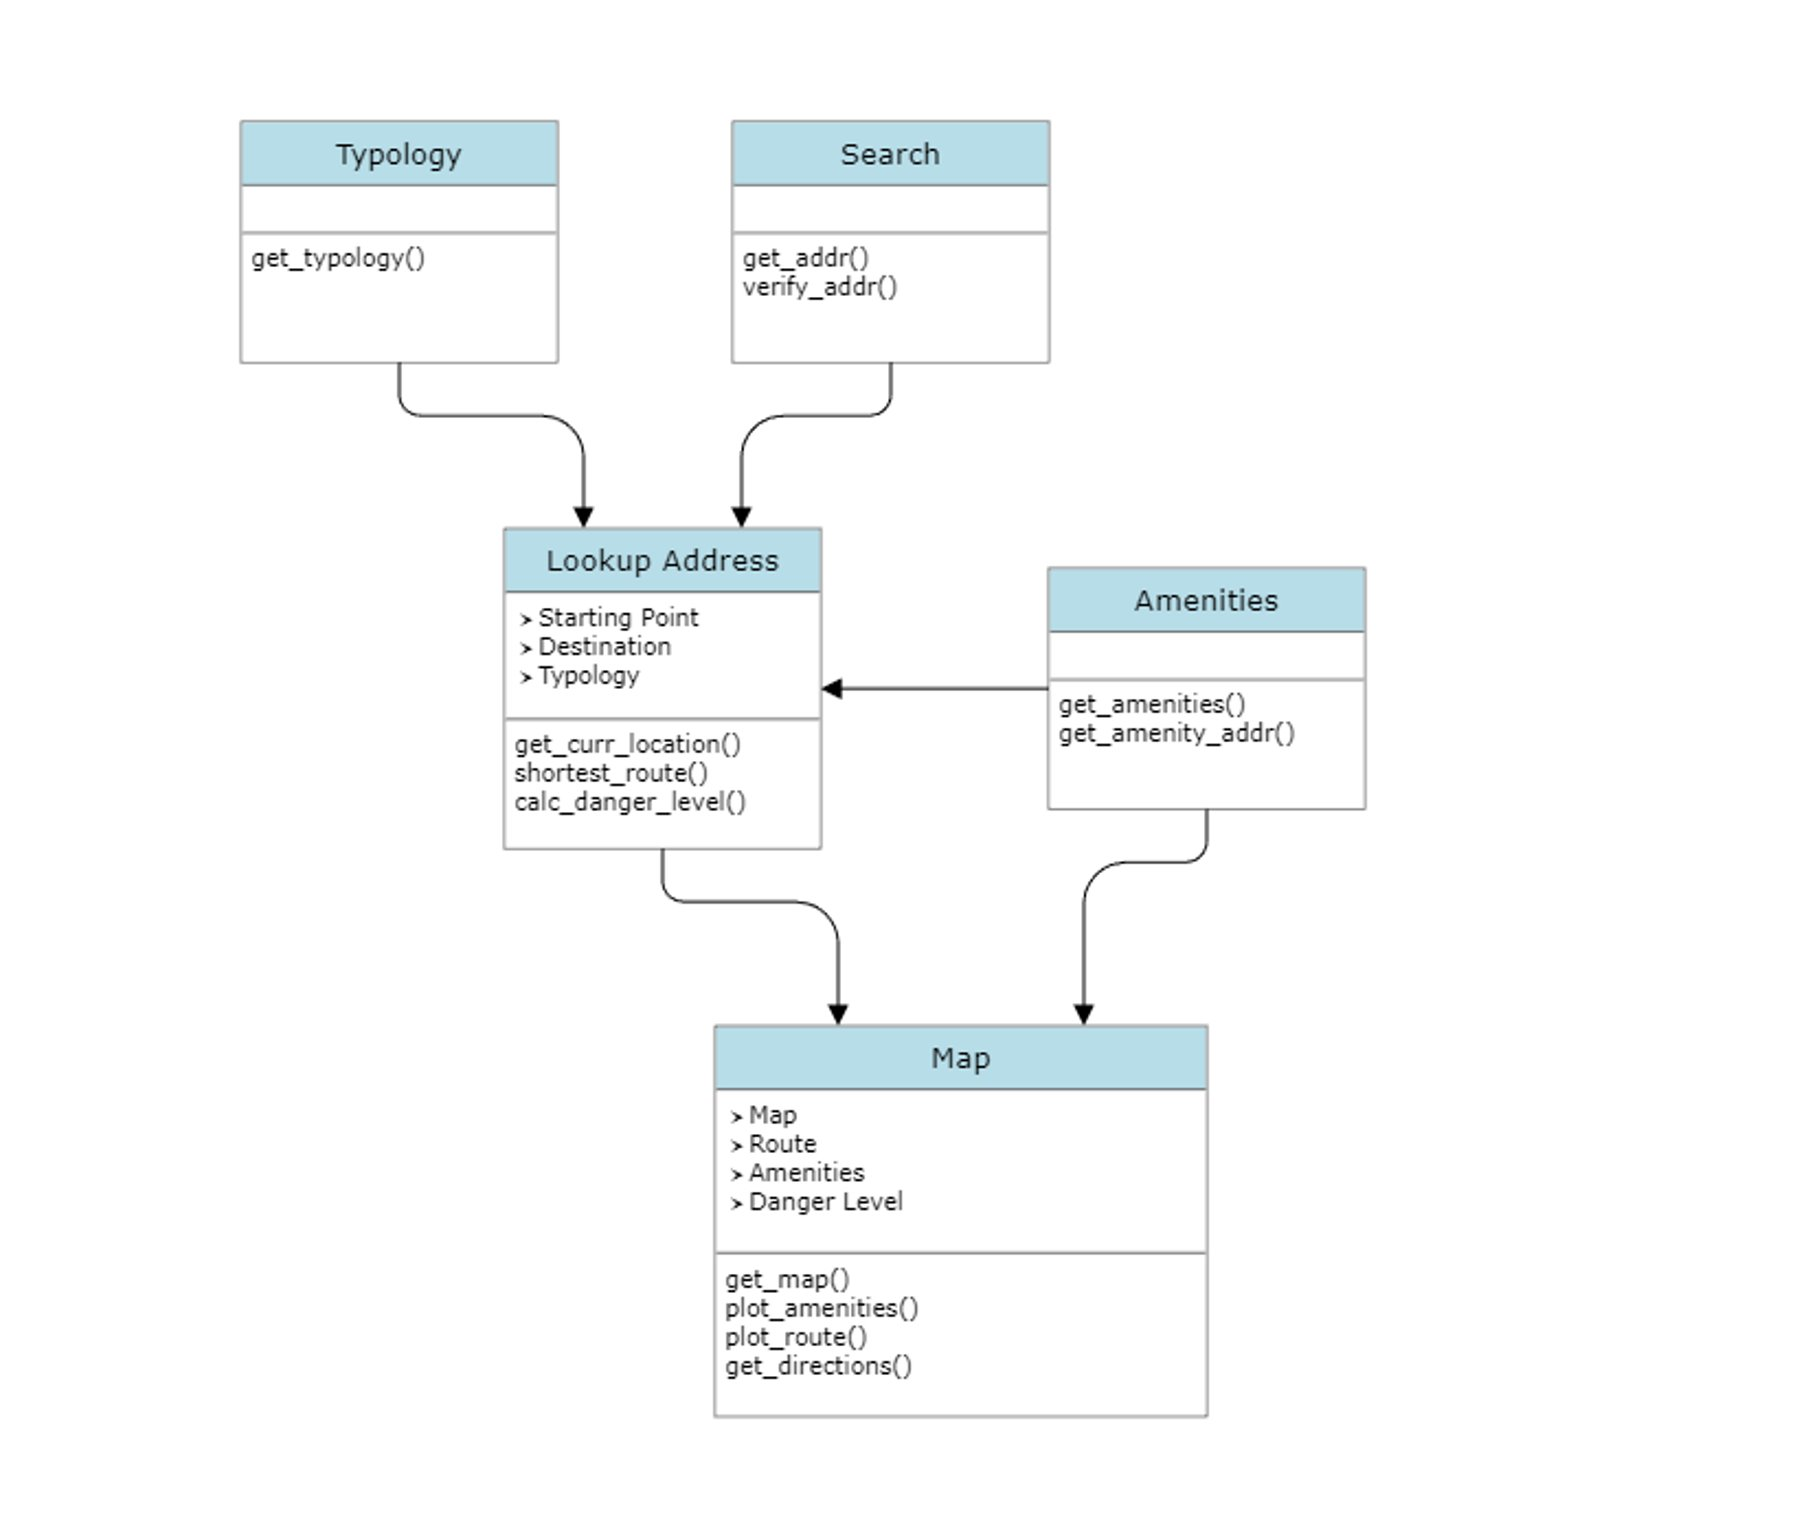 Typology
get_typology()
Search
get_addr()
verify_addr()
Lookup Address
➤ Starting Point
➤ Destination
➤ Typology
get_curr_location()
shortest_route()
calc_danger_level()
Amenities
get_amenities()
get_amenity_addr()
Map
➤ Map
➤ Route
➤ Amenities
➤ Danger Level
get_map()
plot_amenities()
plot_route()
get_directions()